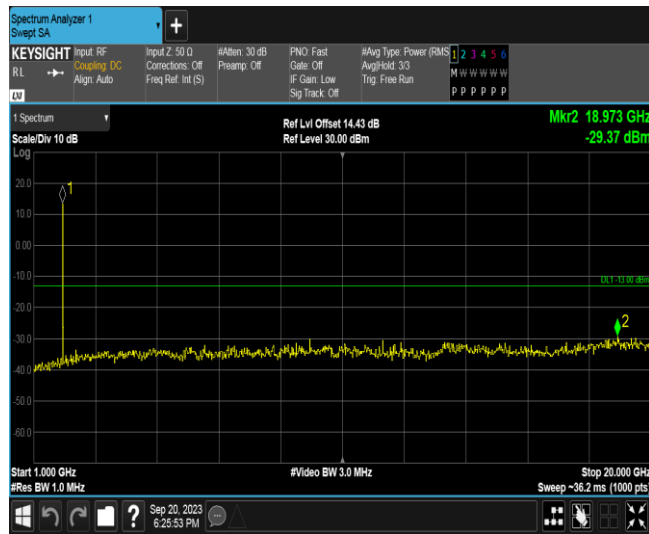 Spectrum Analyzer 1
Swept SA
+
KEYSIGHT
RL
LXI
Input: RF
Coupling: DC
Align: Auto
Input Z: 50 Ω
Corrections: Off
Freq Ref: Int (S)
#Atten: 30 dB
Preamp: Off
PNO: Fast
Gate: Off
IF Gain: Low
Sig Track: Off
#Avg Type: Power (RMS
Avg|Hold: 3/3
Trig: Free Run
1 2 3 4 5 6
M W W W W W
P P P P P P
1 Spectrum
Scale/Div 10 dB
Log
Ref Lvl Offset 14.43 dB
Ref Level 30.00 dBm
Mkr2 18.973 GHz
-29.37 dBm
20.0
1
10.0
0.00
-10.0
DL1 -13.00 dBm
-20.0
2
-30.0
-40.0
-50.0
-60.0
Start 1.000 GHz
#Video BW 3.0 MHz
Stop 20.000 GHz
#Res BW 1.0 MHz
Sweep ~36.2 ms (1000 pts)
?
Sep 20, 2023
6:25:53 PM